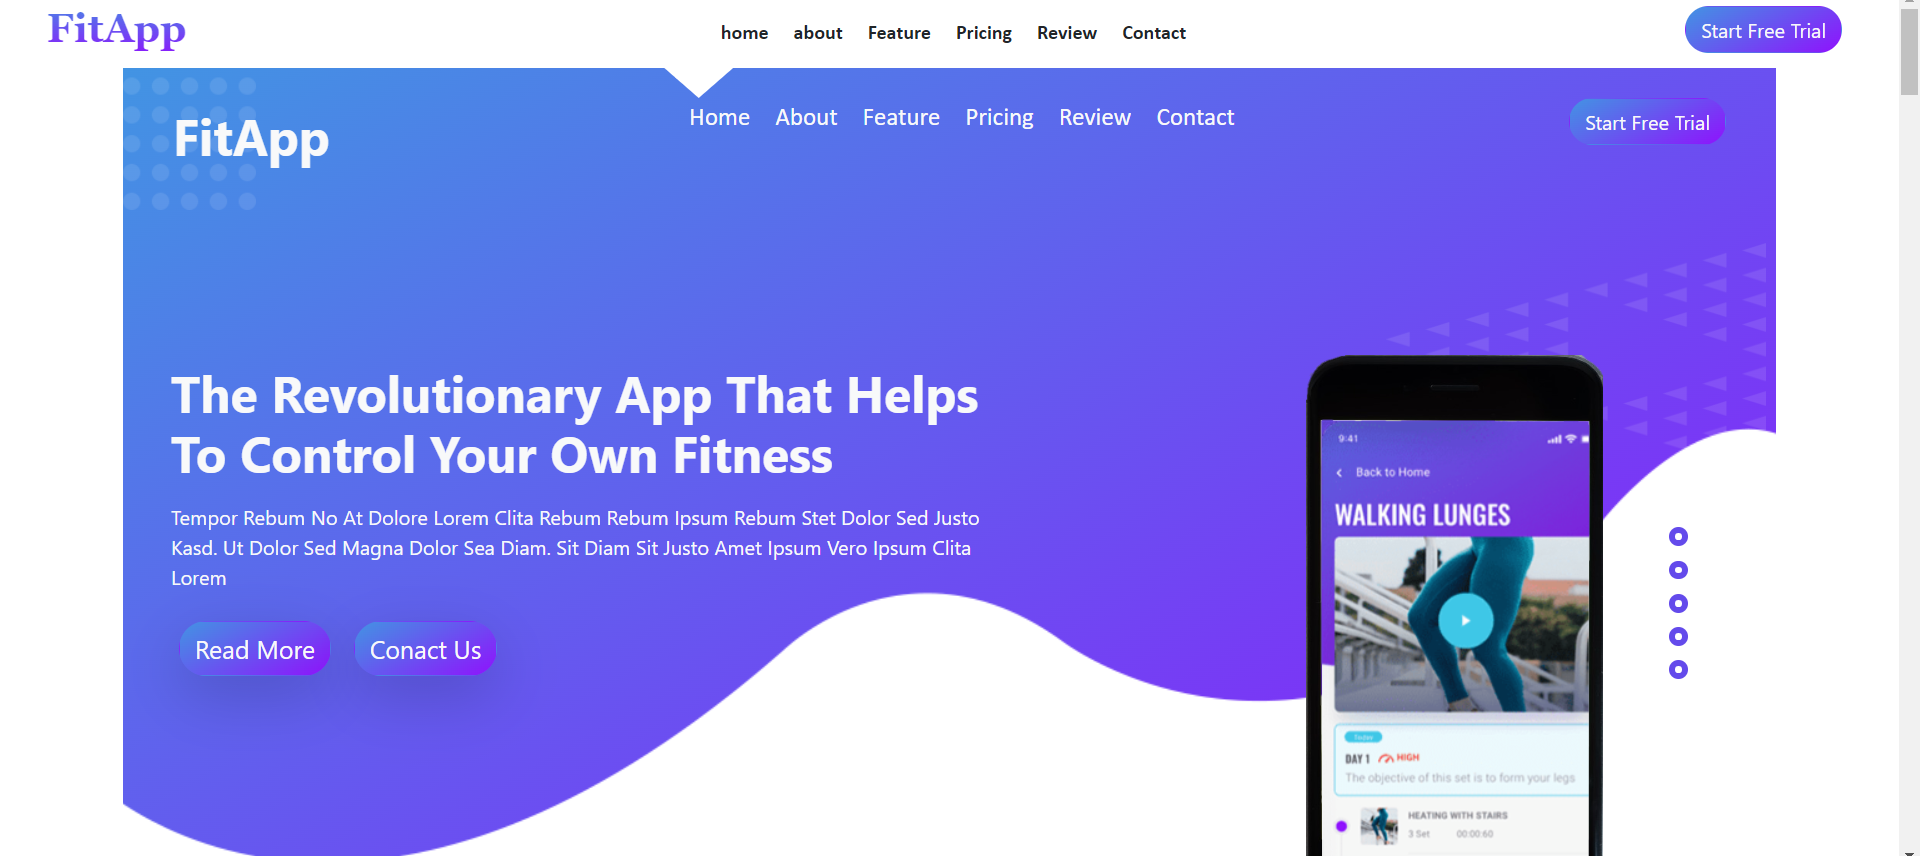 FitApp
home about Feature Pricing Review Contact
Start Free Trial
FitApp
Home About Feature Pricing Review Contact
Start Free Trial
The Revolutionary App That Helps
To Control Your Own Fitness
Tempor Rebum No At Dolore Lorem Clita Rebum Rebum Ipsum Rebum Stet Dolor Sed Justo
Kasd. Ut Dolor Sed Magna Dolor Sea Diam. Sit Diam Sit Justo Amet Ipsum Vero Ipsum Clita
Lorem
Read More
Conact Us
9:41
Back to Home
WALKING LUNGES
Today
DAY 1 HIGH
The objective of this set is to form your legs
HEATING WITH STAIRS
3 Set 00:00:60